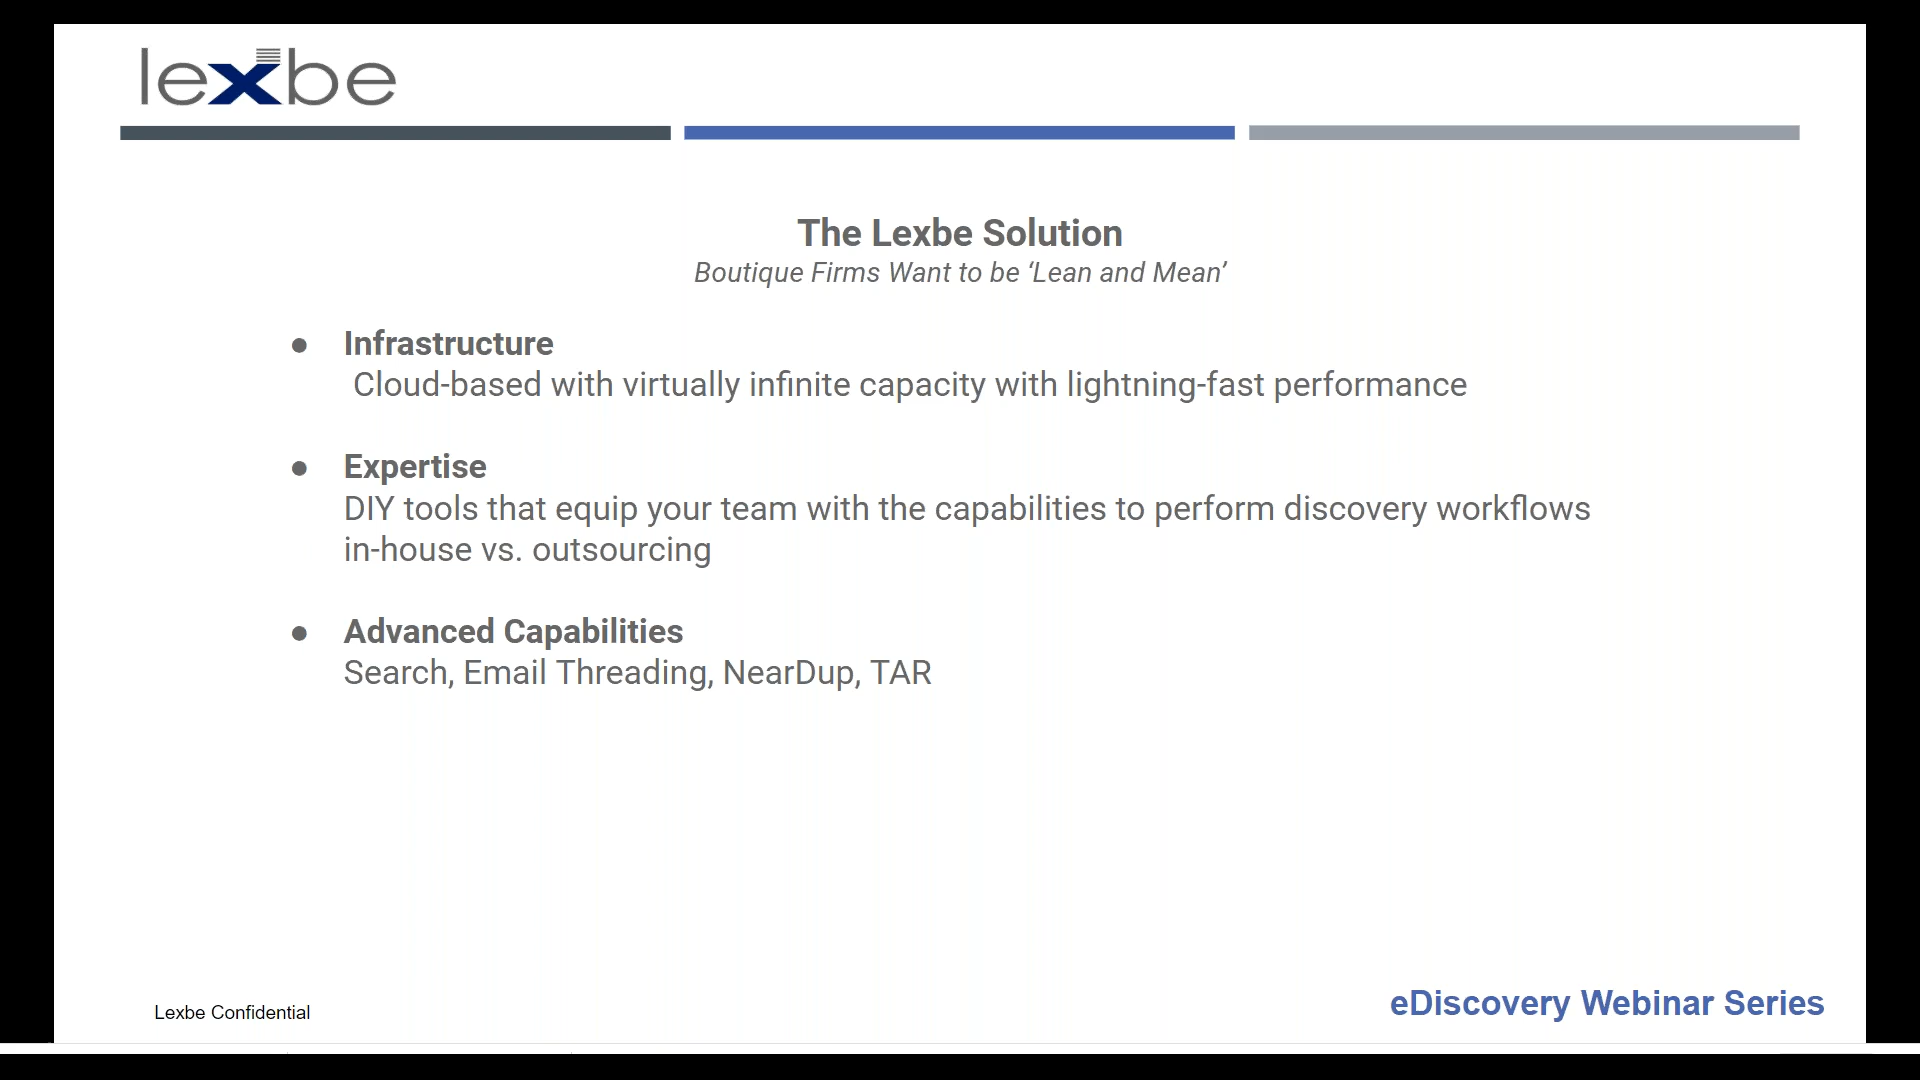 lexbe
The Lexbe Solution
Boutique Firms Want to be ‘Lean and Mean’
● Infrastructure
Cloud-based with virtually infinite capacity with lightning-fast performance
● Expertise
DIY tools that equip your team with the capabilities to perform discovery workflows
in-house vs. outsourcing
● Advanced Capabilities
Search, Email Threading, NearDup, TAR
Lexbe Confidential
eDiscovery Webinar Series